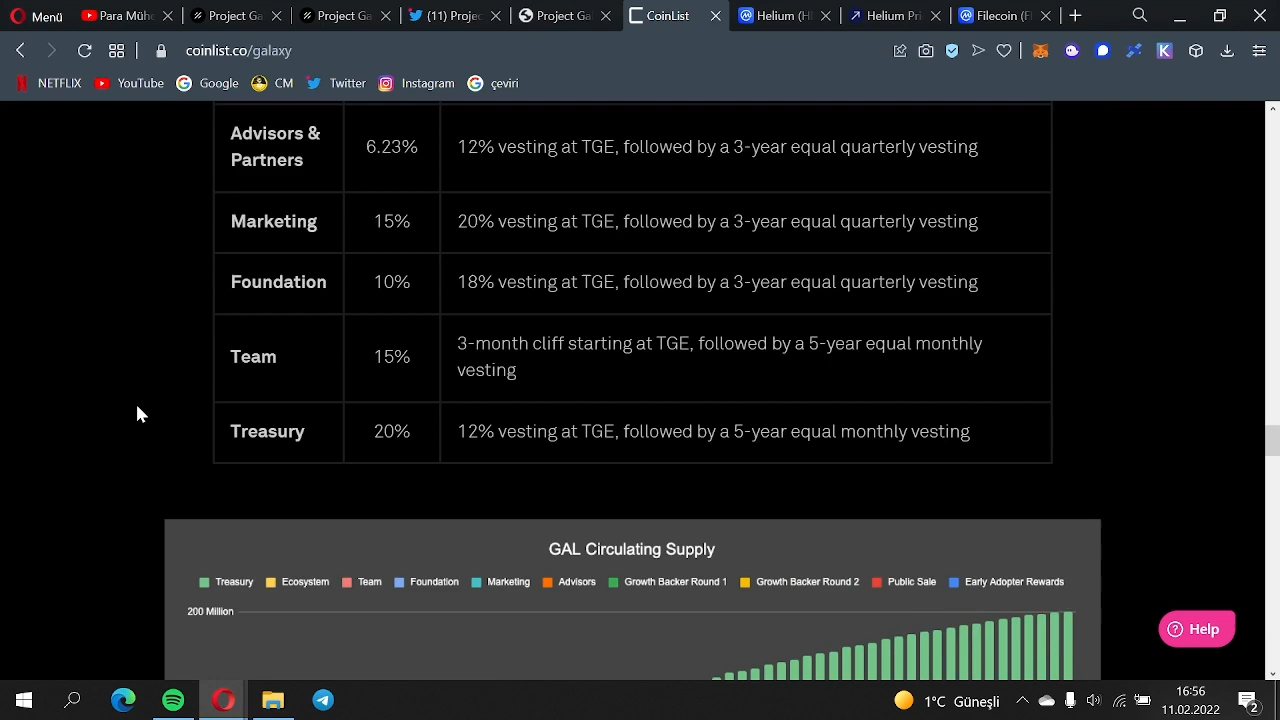 Menü
Para Mühe
Project Ga
Project G
(11) Projec
Project Gal
CoinList
Helium (H
Helium Pri
Filecoin (F
coinlist.co/galaxy
NETFLIX
YouTube
Google
CM
Twitter
Instagram
çeviri
Advisors &
Partners
6.23%
12% vesting at TGE, followed by a 3-year equal quarterly vesting
Marketing
15%
20% vesting at TGE, followed by a 3-year equal quarterly vesting
Foundation
10%
18% vesting at TGE, followed by a 3-year equal quarterly vesting
Team
15%
3-month cliff starting at TGE, followed by a 5-year equal monthly
vesting
Treasury
20%
12% vesting at TGE, followed by a 5-year equal monthly vesting
GAL Circulating Supply
Treasury
Ecosystem
Team
Foundation
Marketing
Advisors
Growth Backer Round 1
Growth Backer Round 2
Public Sale
Early Adopter Rewards
200 Million
Help
1°C Güneşli
16:56
11.02.2022
2